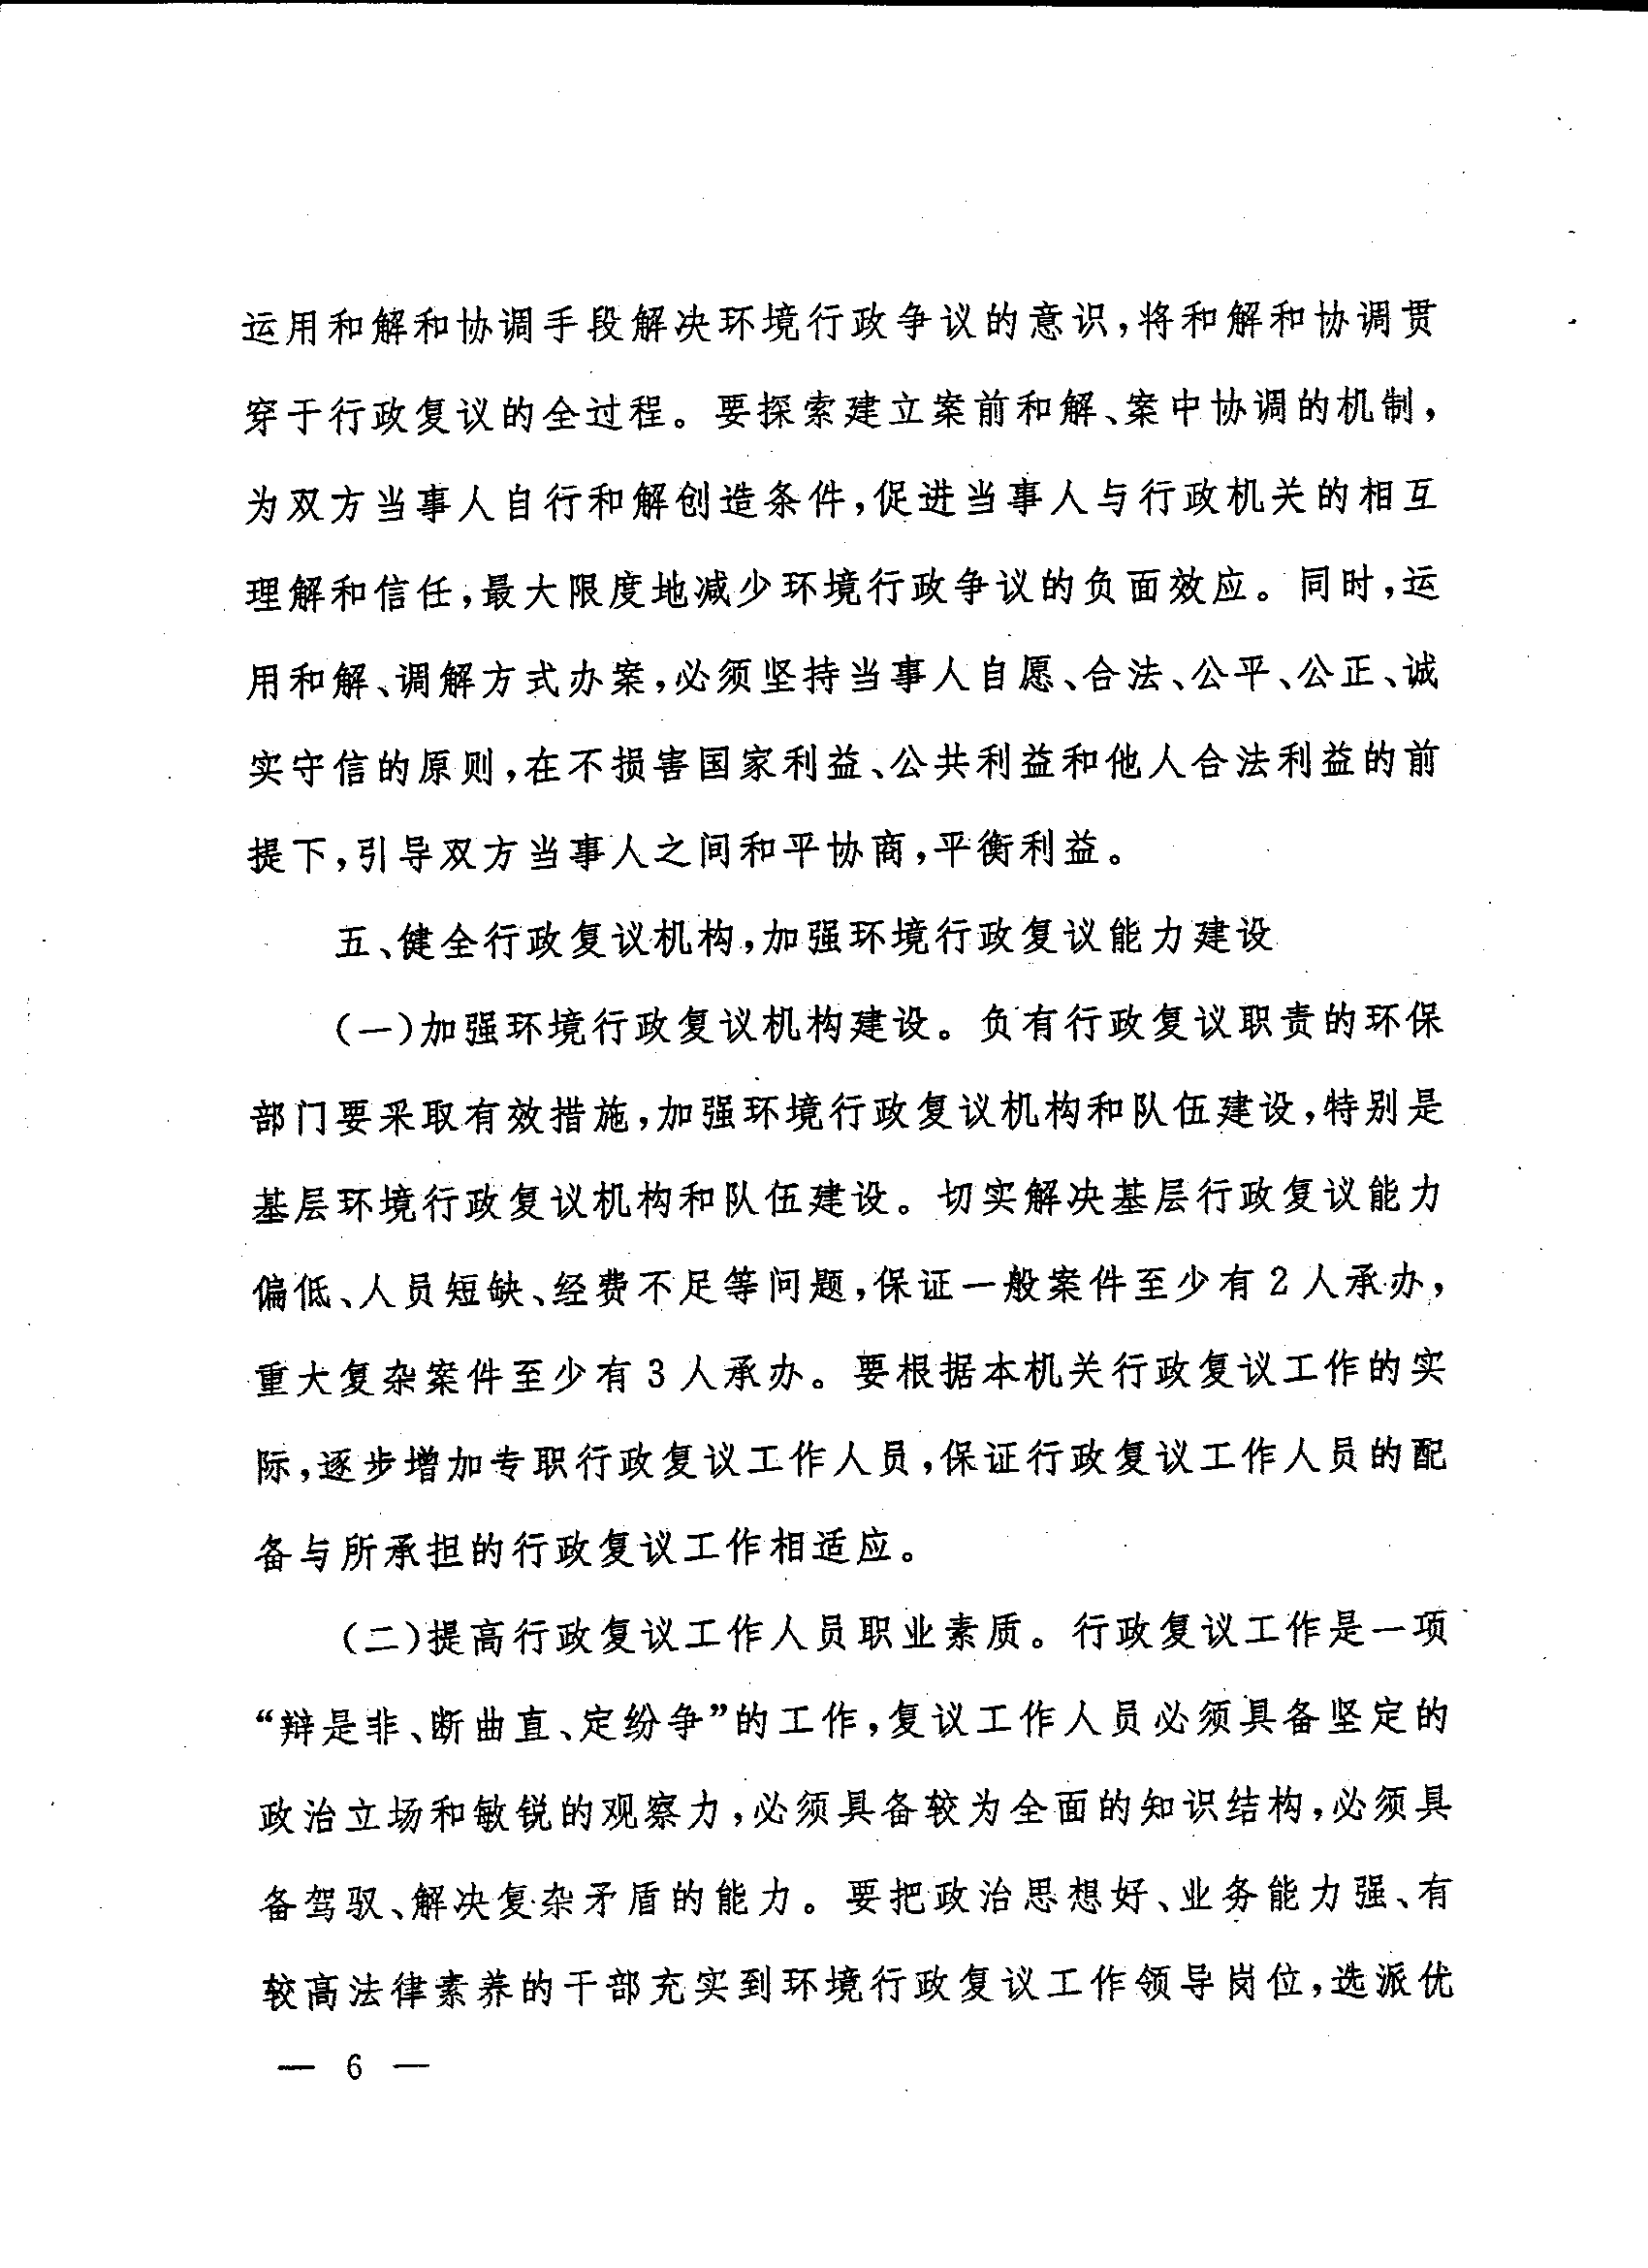 运用和解和协调手段解决环境行政争议的意识,将和解和协调贯
穿于行政复议的全过程。要探索建立案前和解、案中协调的机制,
为双方当事人自行和解创造条件,促进当事人与行政机关的相互
理解和信任,最大限度地减少环境行政争议的负面效应。同时,运
用和解、调解方式办案,必须坚持当事人自愿、合法、公平、公正、诚
实守信的原则,在不损害国家利益、公共利益和他人合法利益的前
提下,引导双方当事人之间和平协商,平衡利益。
五、健全行政复议机构,加强环境行政复议能力建设
(一)加强环境行政复议机构建设。负有行政复议职责的环保
部门要采取有效措施,加强环境行政复议机构和队伍建设,特别是
基层环境行政复议机构和队伍建设。切实解决基层行政复议能力
偏低、人员短缺、经费不足等问题,保证一般案件至少有2人承办,
重大复杂案件至少有3人承办。要根据本机关行政复议工作的实
际,逐步增加专职行政复议工作人员,保证行政复议工作人员的配
备与所承担的行政复议工作相适应。
(二)提高行政复议工作人员职业素质。行政复议工作是一项
“辩是非、断曲直、定纷争”的工作,复议工作人员必须具备坚定的
政治立场和敏锐的观察力,必须具备较为全面的知识结构,必须具
备驾驭、解决复杂矛盾的能力。要把政治思想好、业务能力强、有
较高法律素养的干部充实到环境行政复议工作领导岗位,选派优
— 6 —